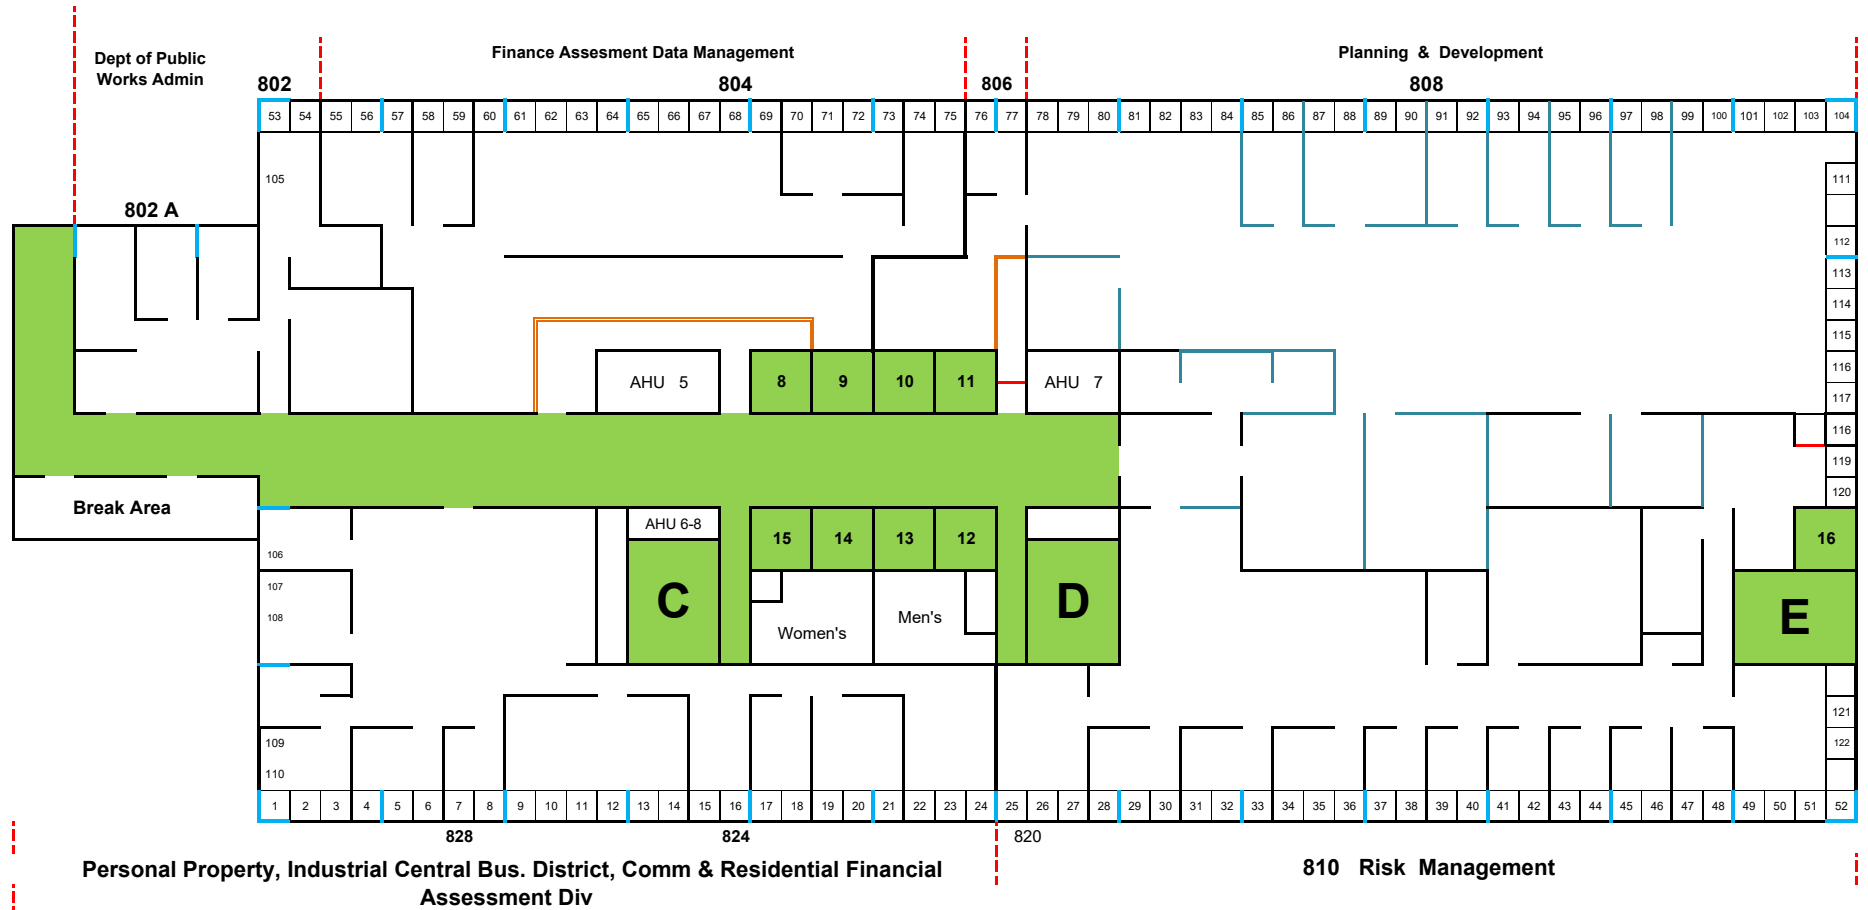 Dept of Public
Works Admin
Finance Assesment Data Management
Planning & Development
802
804
806
808
53 54 55 56 57 58 59 60 61 62 63 64 65 66 67 68 69 70 71 72 73 74 75 76 77 78 79 80 81 82 83 84 85 86 87 88 89 90 91 92 93 94 95 96 97 98 99 100 101 102 103 104
105
111
802 A
112
113
114
115
AHU 5
8 9 10 11
AHU 7
116
117
116
119
120
Break Area
AHU 6-8
15 14 13 12
16
106
107
108
C
D
E
Women's
Men's
121
109
122
110
1 2 3 4 5 6 7 8 9 10 11 12 13 14 15 16 17 18 19 20 21 22 23 24 25 26 27 28 29 30 31 32 33 34 35 36 37 38 39 40 41 42 43 44 45 46 47 48 49 50 51 52
828
824
820
Personal Property, Industrial Central Bus. District, Comm & Residential Financial
Assessment Div
810 Risk Management